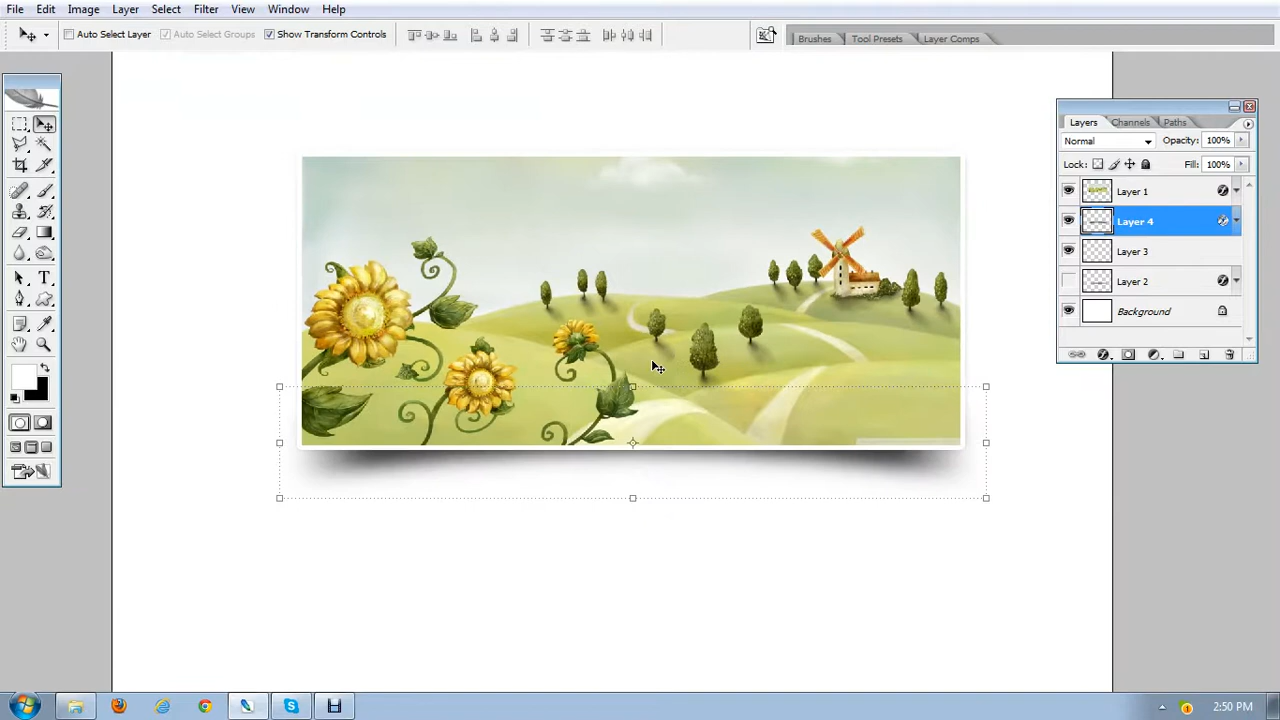 File Edit Image Layer Select Filter View Window Help
Auto Select Layer Auto Select Groups Show Transform Controls Brushes Tool Presets Layer Comps
Layers Channels Paths
Normal Opacity: 100%
Lock: Fill: 100%
Layer 1
Layer 4
Layer 3
Layer 2
Background
T
2:50 PM